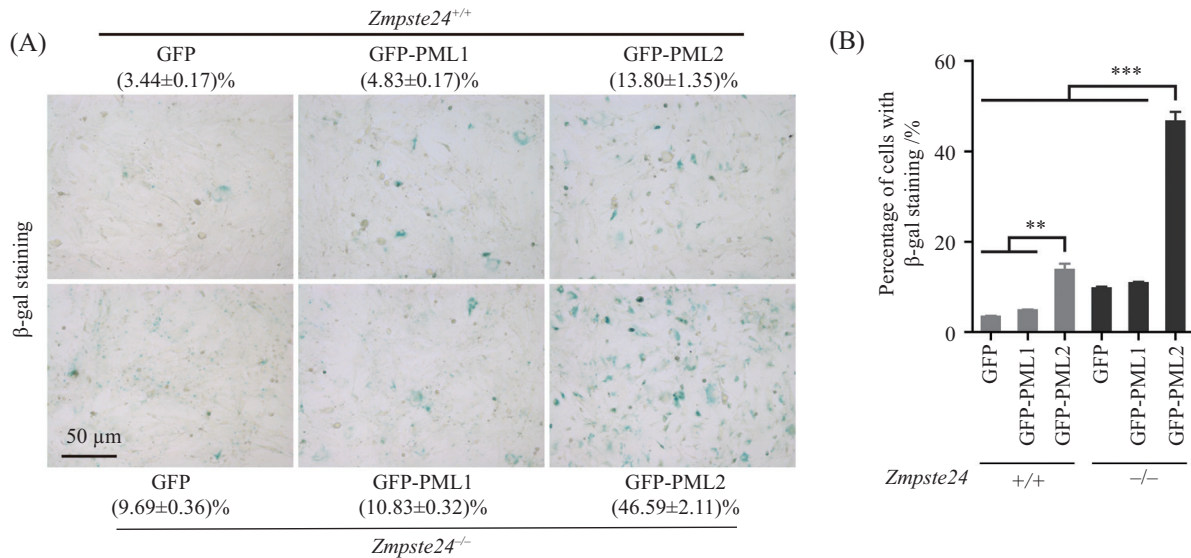 (A)
Zmpste24+/+
GFP
GFP-PML1
GFP-PML2
(3.44±0.17)%
(4.83±0.17)%
(13.80±1.35)%
β-gal staining
50 μm
GFP
GFP-PML1
GFP-PML2
(9.69±0.36)%
(10.83±0.32)%
(46.59±2.11)%
Zmpste24–/–
(B)
Percentage of cells with
β-gal staining /%
60
40
20
0
***
**
GFP
GFP-PML1
GFP-PML2
GFP
GFP-PML1
GFP-PML2
Zmpste24
+/+
–/–